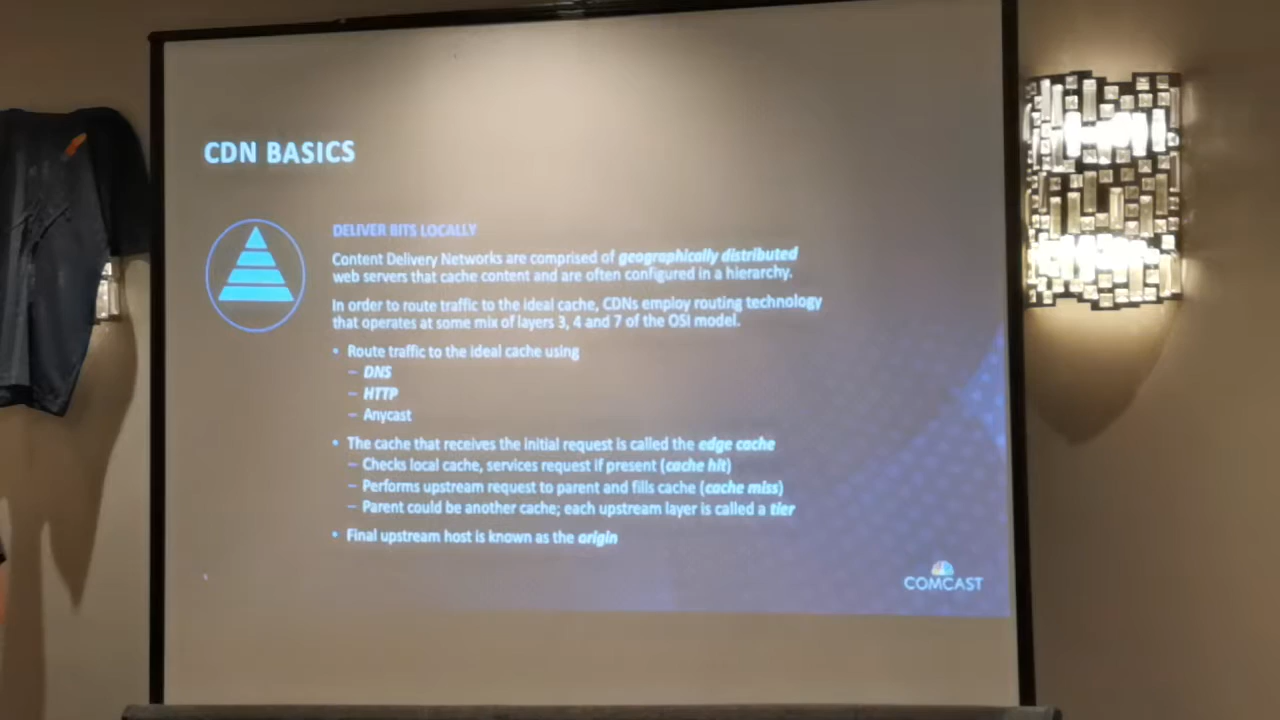 CDN BASICS
DELIVER BITS LOCALLY
Content Delivery Networks are comprised of geographically distributed
web servers that cache content and are often configured in a hierarchy.
In order to route traffic to the ideal cache, CDNs employ routing technology
that operates at some mix of layers 3, 4 and 7 of the OSI model.
• Route traffic to the ideal cache using
– DNS
– HTTP
– Anycast
• The cache that receives the initial request is called the edge cache
– Checks local cache, services request if present (cache hit)
– Performs upstream request to parent and fills cache (cache miss)
– Parent could be another cache; each upstream layer is called a tier
• Final upstream host is known as the origin
COMCAST